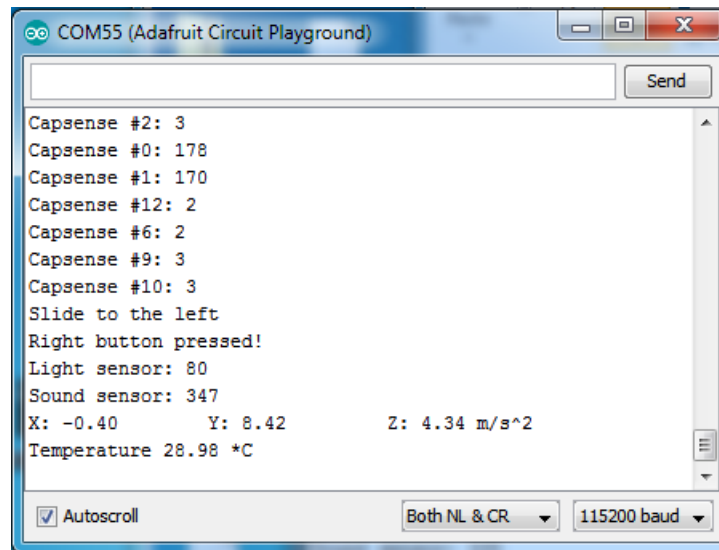 COM55 (Adafruit Circuit Playground)
Send
Capsense #2: 3
Capsense #0: 178
Capsense #1: 170
Capsense #12: 2
Capsense #6: 2
Capsense #9: 3
Capsense #10: 3
Slide to the left
Right button pressed!
Light sensor: 80
Sound sensor: 347
X: -0.40 Y: 8.42 Z: 4.34 m/s^2
Temperature 28.98 *C
Autoscroll Both NL & CR 115200 baud